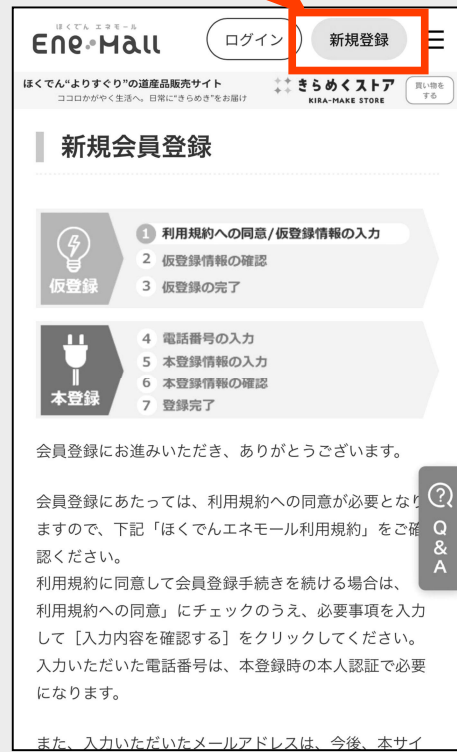 ほくでん エネモール
Ene・Mall
ログイン
新規登録
ほくでん“よりすぐり”の道産品販売サイト
ココロかがやく生活へ。日常に“きらめき”をお届け
きらめくストア
KIRA-MAKE STORE
買い物を
する
新規会員登録
仮登録
1 利用規約への同意/仮登録情報の入力
2 仮登録情報の確認
3 仮登録の完了
本登録
4 電話番号の入力
5 本登録情報の入力
6 本登録情報の確認
7 登録完了
会員登録にお進みいただき、ありがとうございます。
会員登録にあたっては、利用規約への同意が必要となり
ますので、下記「ほくでんエネモール利用規約」をご確
認ください。
利用規約に同意して会員登録手続きを続ける場合は、
利用規約への同意」にチェックのうえ、必要事項を入力
して［入力内容を確認する］をクリックしてください。
入力いただいた電話番号は、本登録時の本人認証で必要
になります。
また、入力いただいたメールアドレスは、今後、本サイ
?
Q
&
A